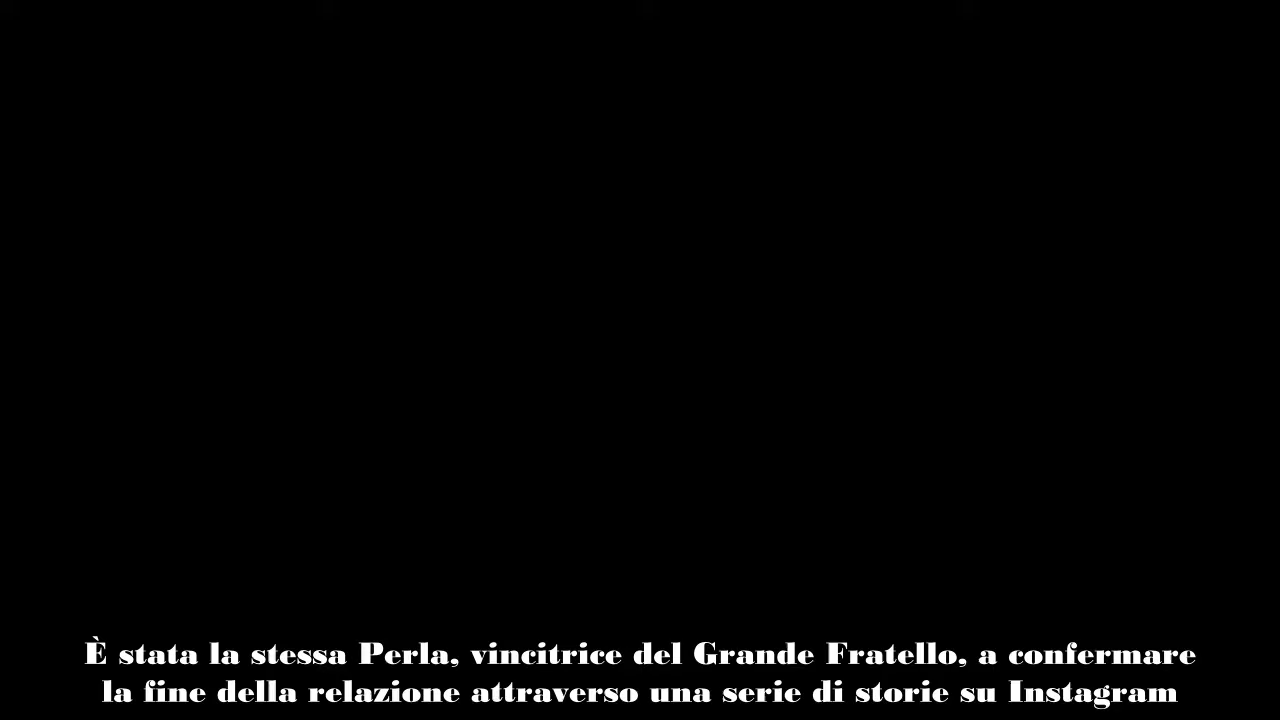 È stata la stessa Perla, vincitrice del Grande Fratello, a confermare
la fine della relazione attraverso una serie di storie su Instagram